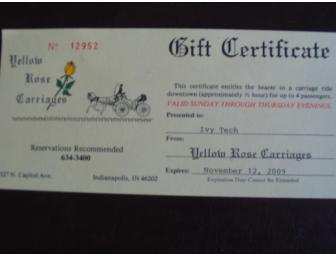 No 12952
Yellow
Rose
Carriages
Reservations Recommended
634-3400
N. Capitol Ave. Indianapolis, IN 46202
Gift Certificate
This certificate entitles the bearer to a carriage ride
downtown (approximately ½ hour) for up to 4 passengers.
VALID SUNDAY THROUGH THURSDAY EVENINGS.
Presented to:
Ivy Tech
From:
Yellow Rose Carriages
Expires: November 12, 2009
Expiration Date Cannot Be Extended